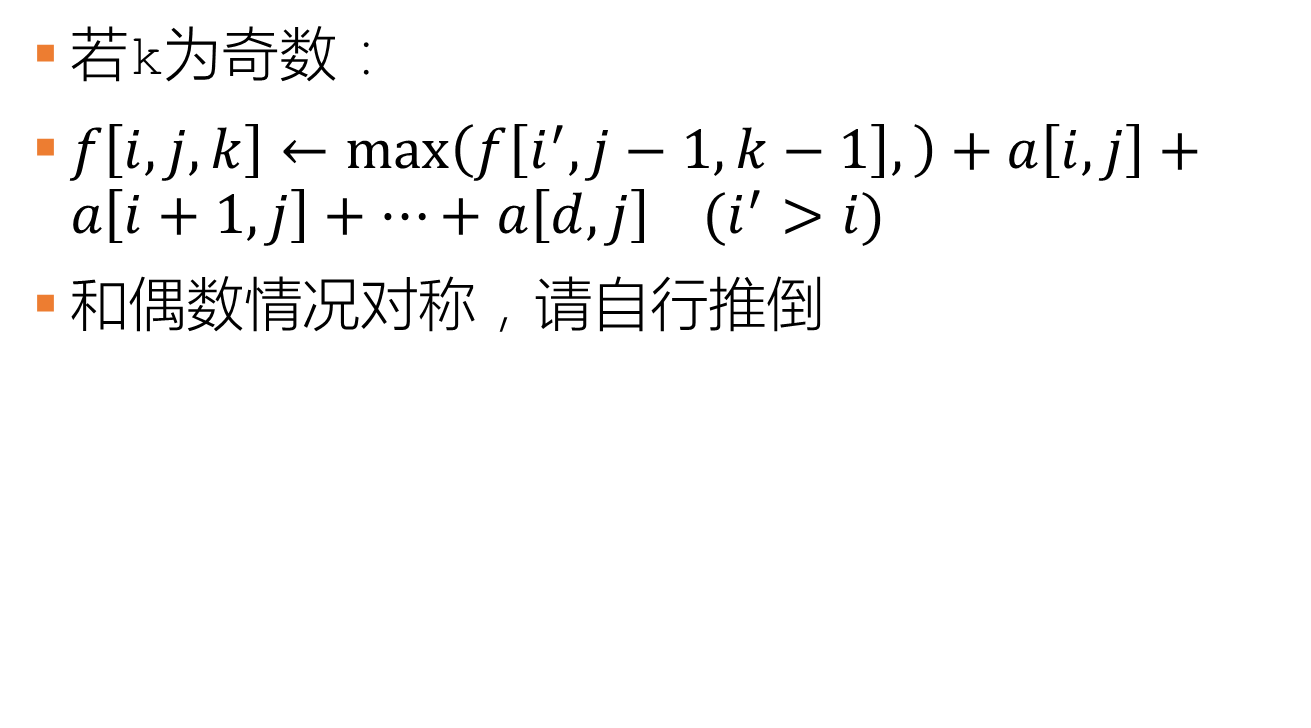 ▪ 若k为奇数：
▪ f[i, j, k] ← max(f[i′, j − 1, k − 1], ) + a[i, j] +
a[i + 1, j] + ⋯ + a[d, j] (i′ > i)
▪ 和偶数情况对称，请自行推倒